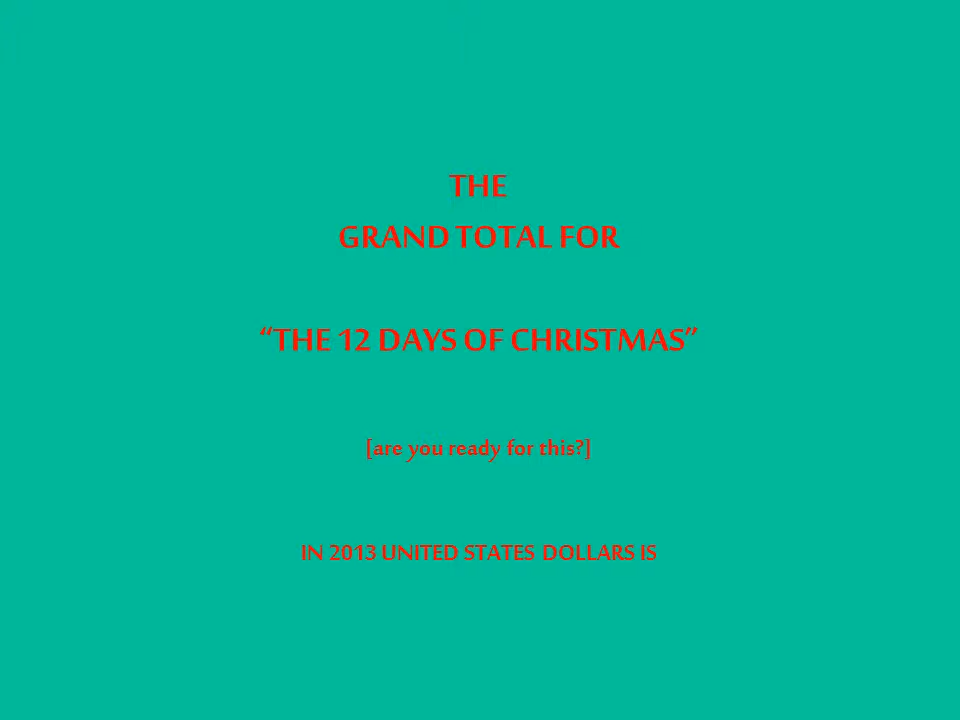 THE
GRAND TOTAL FOR
“THE 12 DAYS OF CHRISTMAS”
[are you ready for this?]
IN 2013 UNITED STATES DOLLARS IS